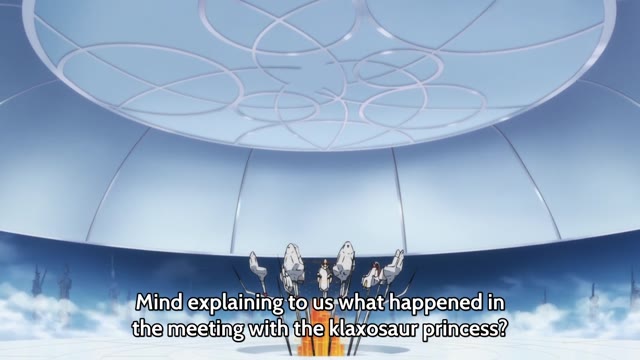 Mind explaining to us what happened in
the meeting with the klaxosaur princess?